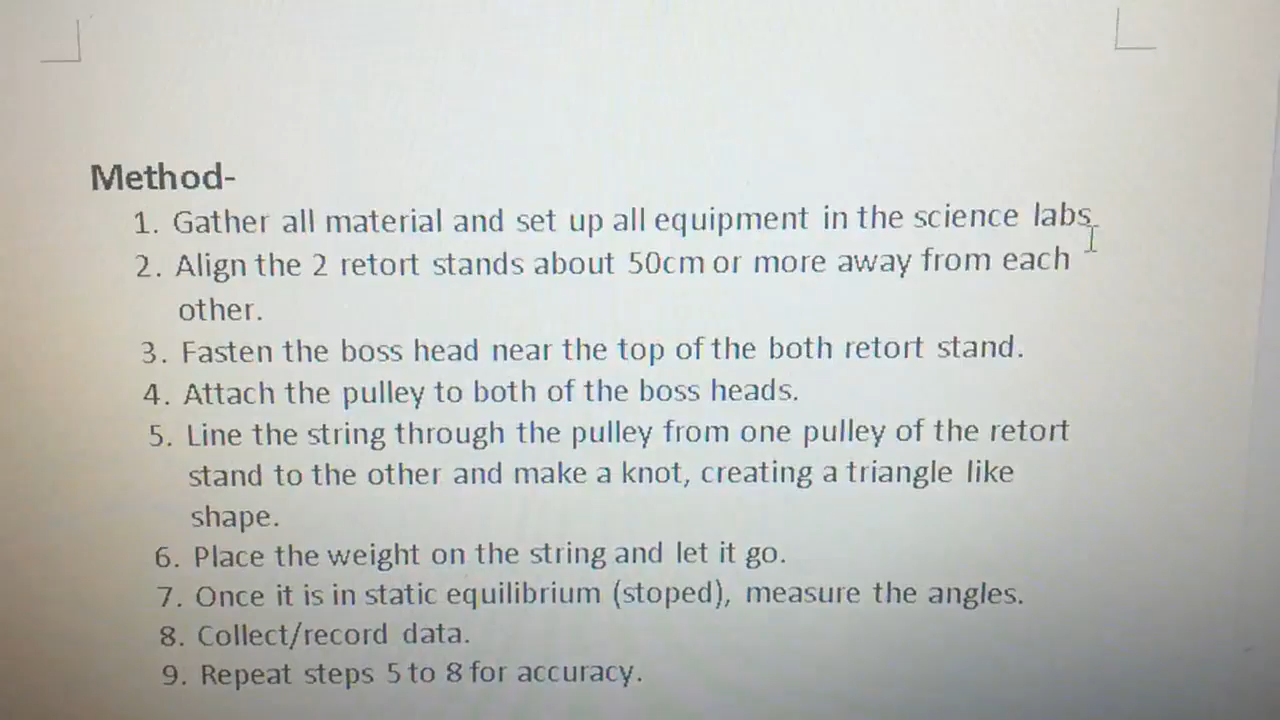 Method-
1. Gather all material and set up all equipment in the science labs
2. Align the 2 retort stands about 50cm or more away from each
other.
3. Fasten the boss head near the top of the both retort stand.
4. Attach the pulley to both of the boss heads.
5. Line the string through the pulley from one pulley of the retort
stand to the other and make a knot, creating a triangle like
shape.
6. Place the weight on the string and let it go.
7. Once it is in static equilibrium (stoped), measure the angles.
8. Collect/record data.
9. Repeat steps 5 to 8 for accuracy.